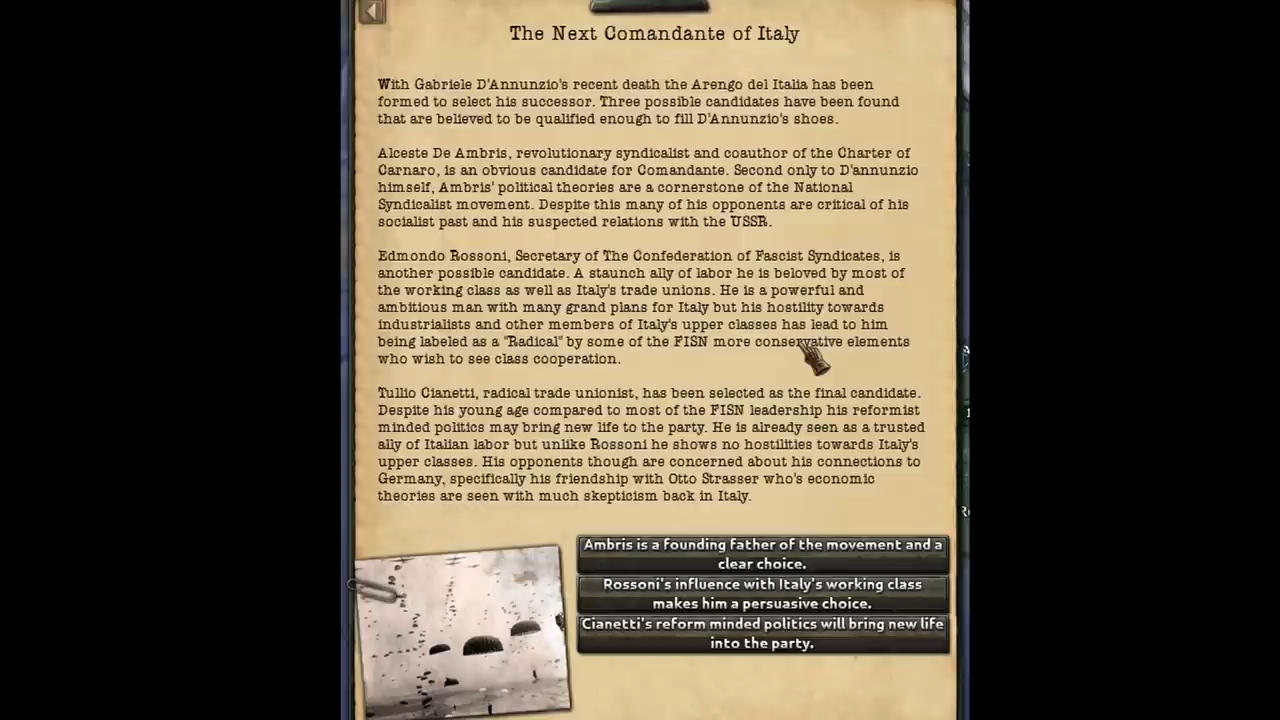 The Next Comandante of Italy
With Gabriele D'Annunzio's recent death the Arengo del Italia has been
formed to select his successor. Three possible candidates have been found
that are believed to be qualified enough to fill D'Annunzio's shoes.
Alceste De Ambris, revolutionary syndicalist and coauthor of the Charter of
Carnaro, is an obvious candidate for Comandante. Second only to D'annunzio
himself, Ambris' political theories are a cornerstone of the National
Syndicalist movement. Despite this many of his opponents are critical of his
socialist past and his suspected relations with the USSR.
Edmondo Rossoni, Secretary of The Confederation of Fascist Syndicates, is
another possible candidate. A staunch ally of labor he is beloved by most of
the working class as well as Italy's trade unions. He is a powerful and
ambitious man with many grand plans for Italy but his hostility towards
industrialists and other members of Italy's upper classes has lead to him
being labeled as a "Radical" by some of the FISN more conservative elements
who wish to see class cooperation.
Tullio Cianetti, radical trade unionist, has been selected as the final candidate.
Despite his young age compared to most of the FISN leadership his reformist
minded politics may bring new life to the party. He is already seen as a trusted
ally of Italian labor but unlike Rossoni he shows no hostilities towards Italy's
upper classes. His opponents though are concerned about his connections to
Germany, specifically his friendship with Otto Strasser who's economic
theories are seen with much skepticism back in Italy.
Ambris is a founding father of the movement and a
clear choice.
Rossoni's influence with Italy's working class
makes him a persuasive choice.
Cianetti's reform minded politics will bring new life
into the party.